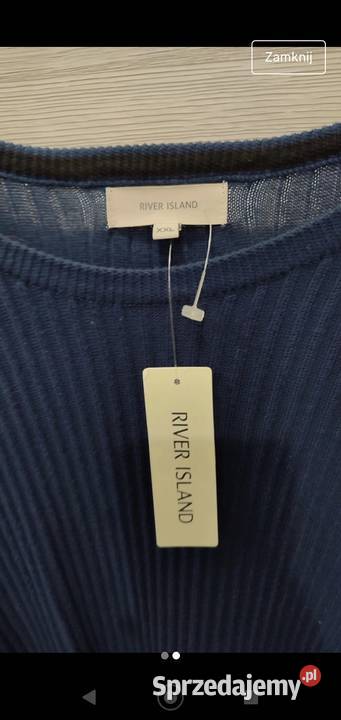 Zamknij
RIVER ISLAND
XXL
RIVER ISLAND
Sprzedajemy.pl